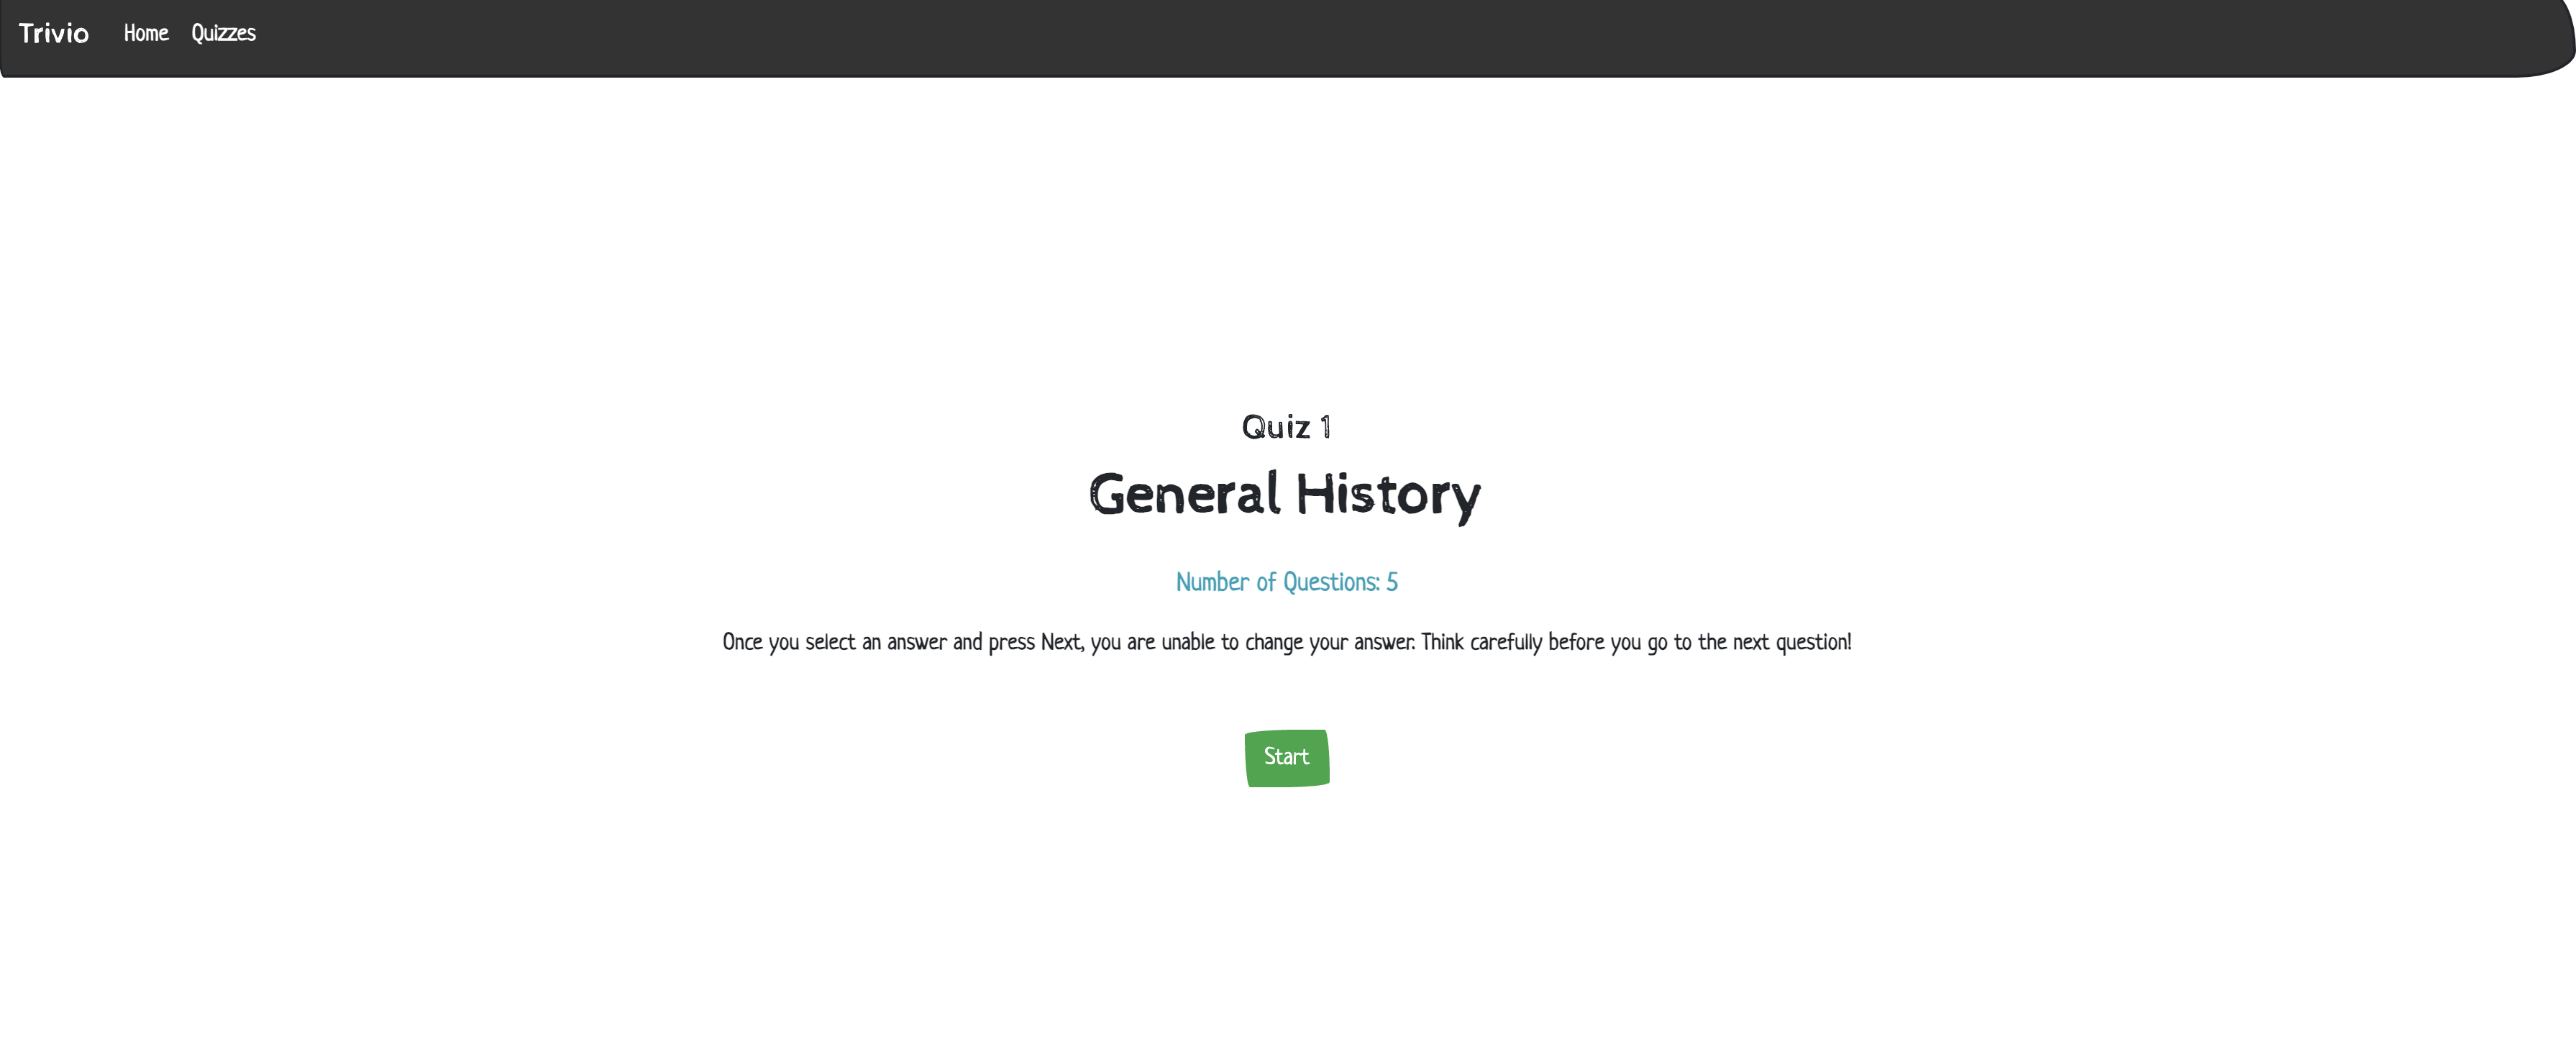 Trivio Home Quizzes
Quiz 1
General History
Number of Questions: 5
Once you select an answer and press Next, you are unable to change your answer. Think carefully before you go to the next question!
Start